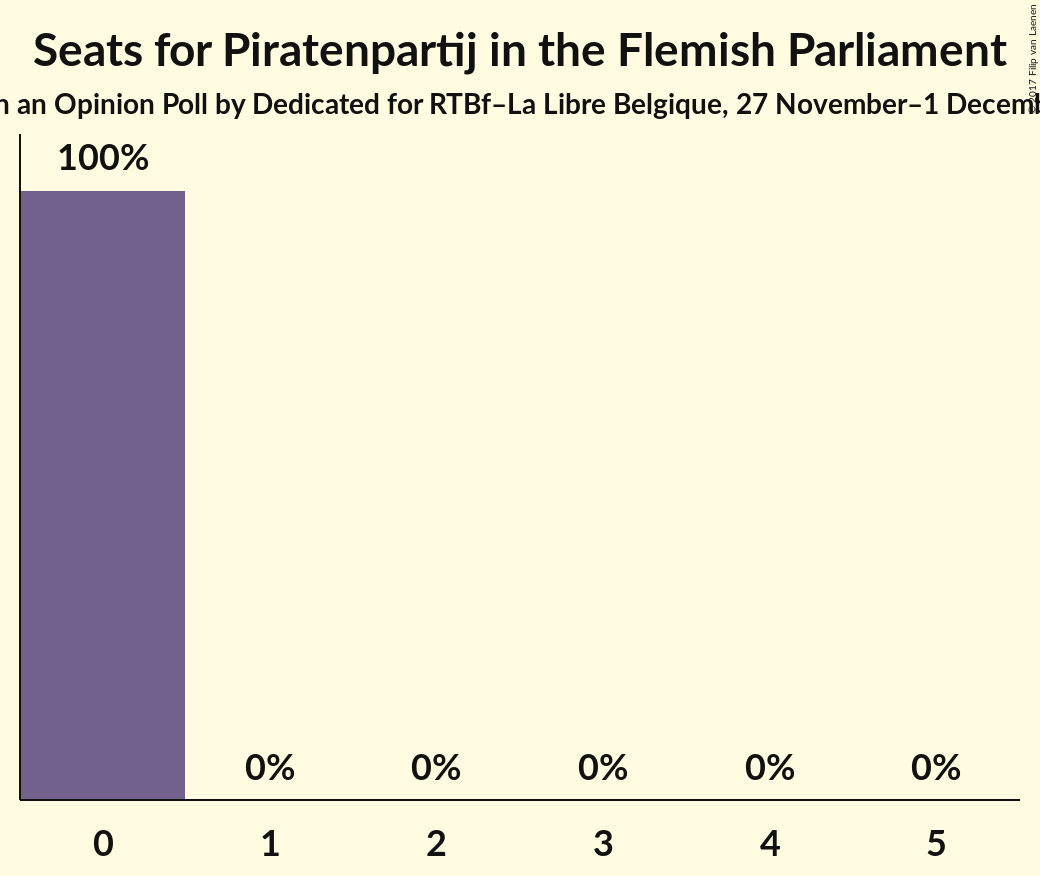 Seats for Piratenpartij in the Flemish Parliament
an Opinion Poll by Dedicated for RTBf–La Libre Belgique, 27 November–1
© 2017 Filip van Laenen
100%
0% 0% 0% 0% 0%
0 1 2 3 4 5